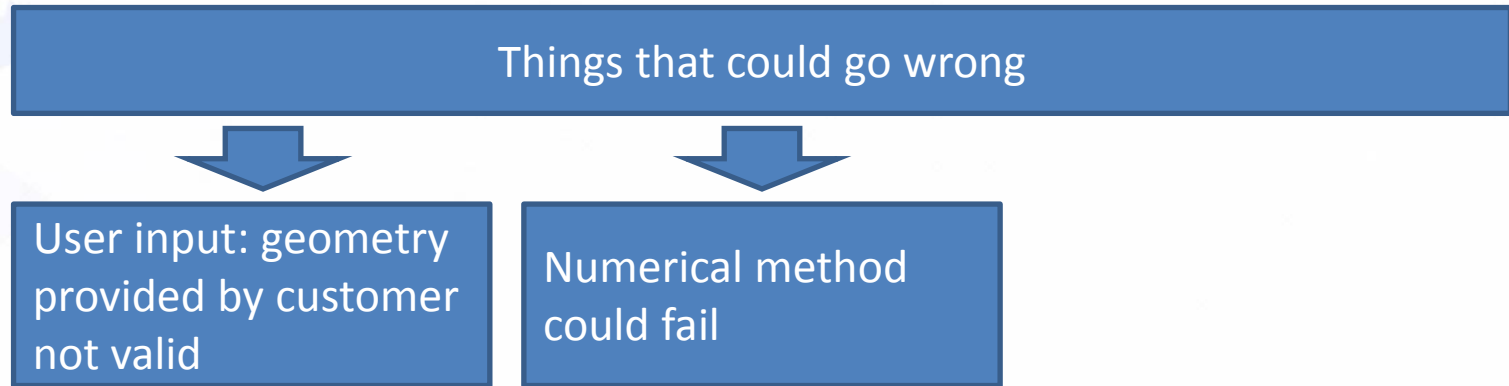 Things that could go wrong
User input: geometry
provided by customer
not valid
Numerical method
could fail